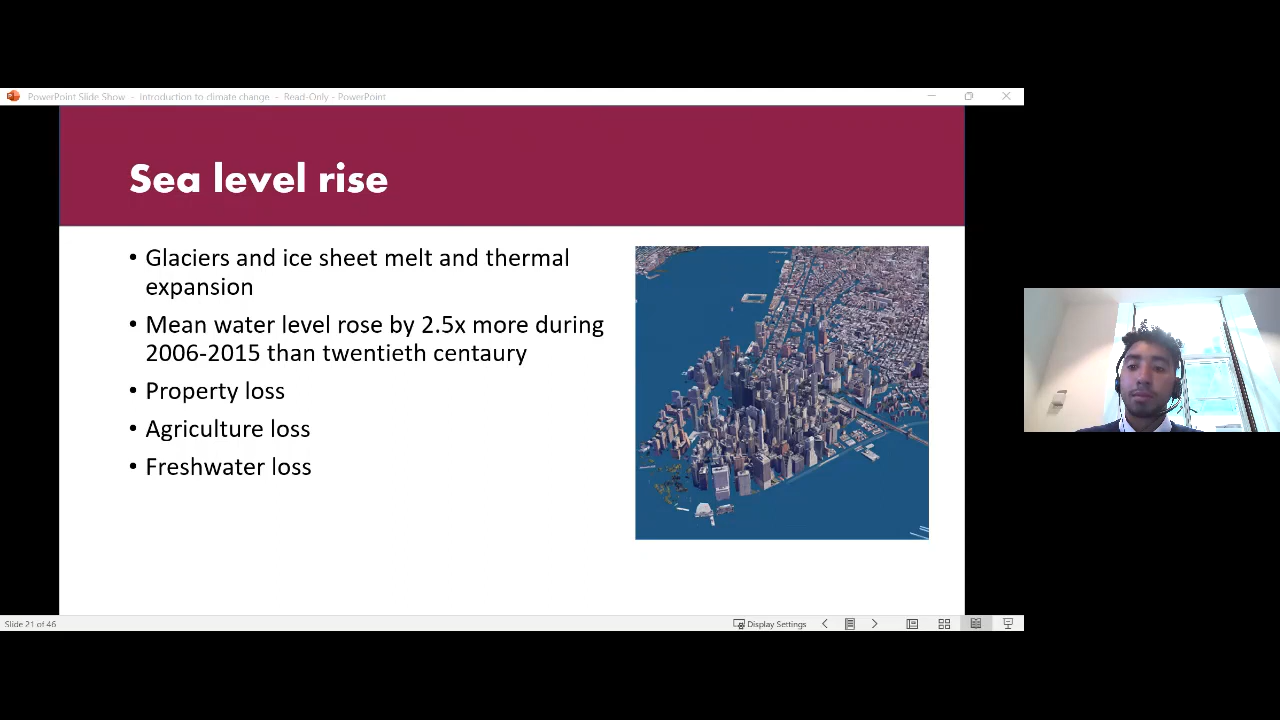 PowerPoint Slide Show - Introduction to climate change - Read-Only - PowerPoint
Sea level rise
• Glaciers and ice sheet melt and thermal
expansion
• Mean water level rose by 2.5x more during
2006-2015 than twentieth centaury
• Property loss
• Agriculture loss
• Freshwater loss
Slide 21 of 46
Display Settings